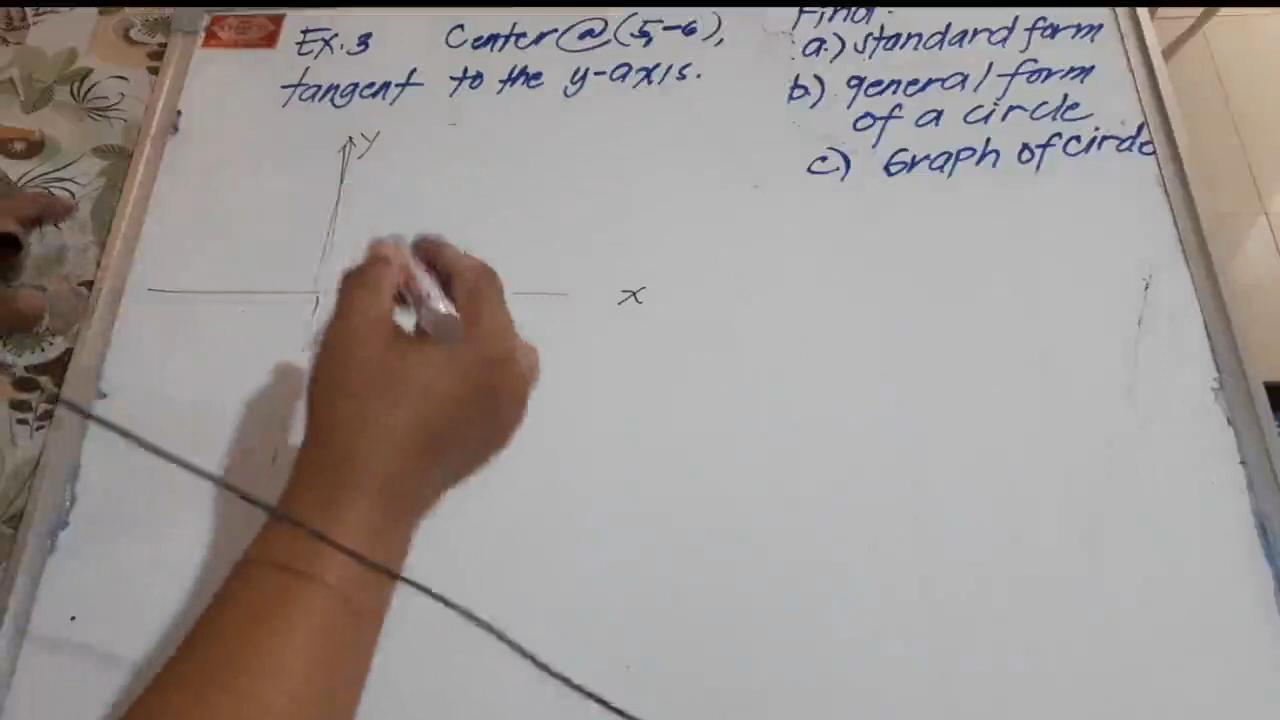 Ex.3 Center@(5,-6),
tangent to the y-axis.
Find:
a.) standard form
b.) general form
of a circle
c.) Graph of circle
y
x